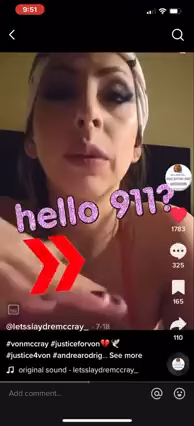 9:51
hello 911?
1783
325
165
110
@letsslaydremccray_ · 7-18
#vonmccray #justiceforvon💔🕊
#justice4von #andrearodrig... See more
♫ original sound - letsslaydremccray_
Add comment...
@